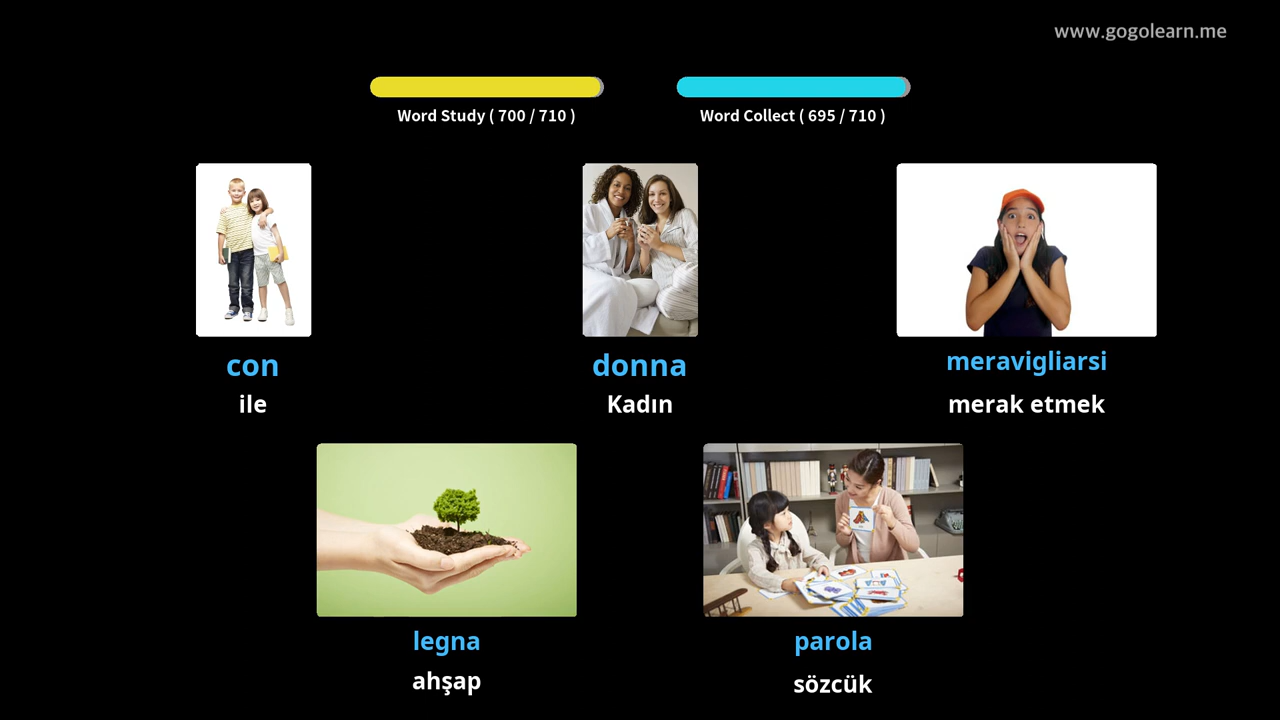 www.gogolearn.me
Word Study ( 700 / 710 )
Word Collect ( 695 / 710 )
con
ile
donna
Kadın
meravigliarsi
merak etmek
legna
ahşap
parola
sözcük